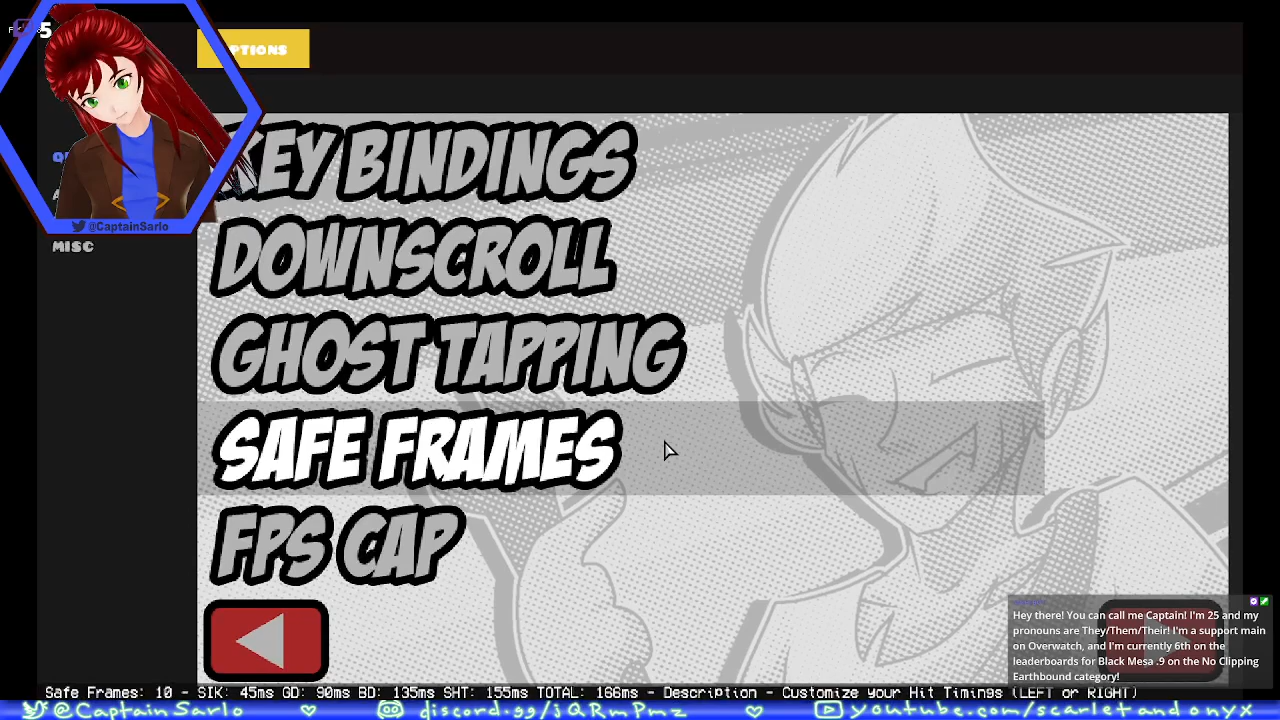 5
OPTIONS
@CaptainSarlo
MISC
KEY BINDINGS
DOWNSCROLL
GHOST TAPPING
SAFE FRAMES
FPS CAP
Hey there! You can call me Captain! I'm 25 and my
pronouns are They/Them/Their! I'm a support main
on Overwatch, and I'm currently 6th on the
leaderboards for Black Mesa .9 on the No Clipping
Earthbound category!
Safe Frames: 10 - SIK: 45ms GD: 90ms BD: 135ms SHT: 155ms TOTAL: 166ms - Description - Customize your Hit Timings (LEFT or RIGHT)
@CaptainSarlo discord.gg/jQRmPmz youtube.com/scarletandonyx